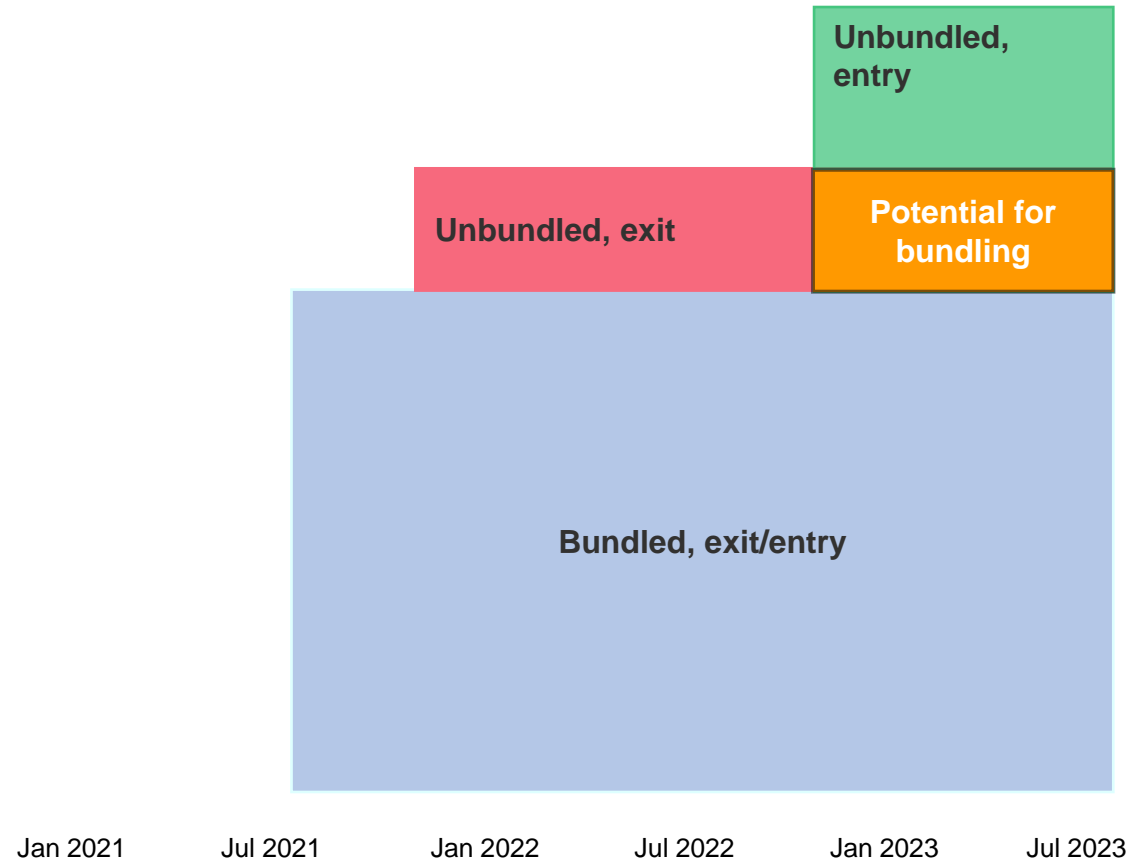 Unbundled,
entry
Unbundled, exit
Potential for
bundling
Bundled, exit/entry
Jan 2021
Jul 2021
Jan 2022
Jul 2022
Jan 2023
Jul 2023